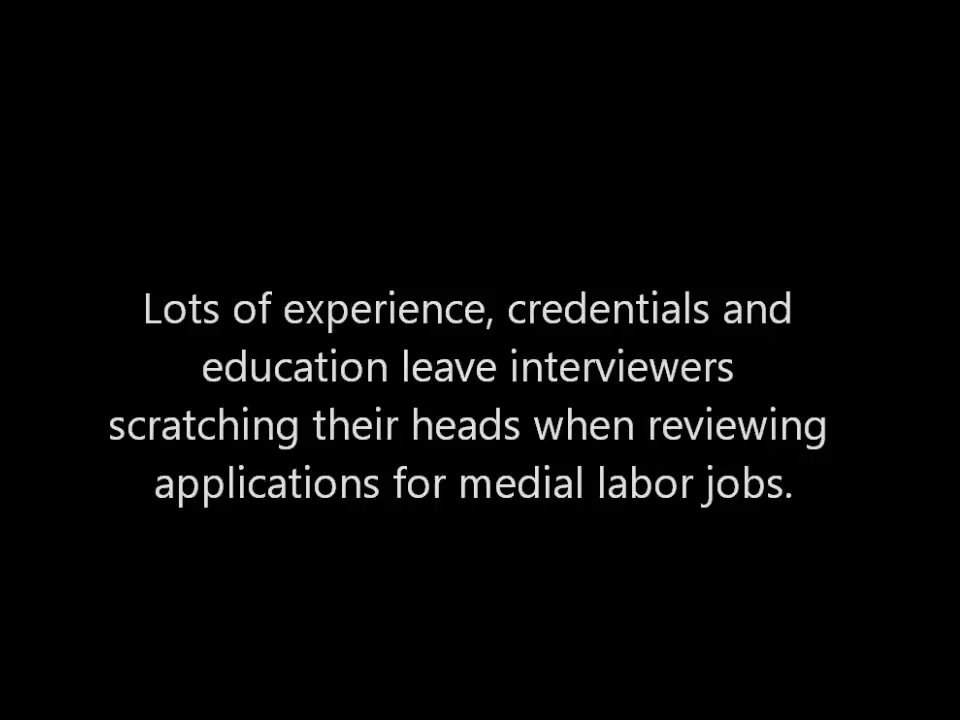 Lots of experience, credentials and
education leave interviewers
scratching their heads when reviewing
applications for medial labor jobs.